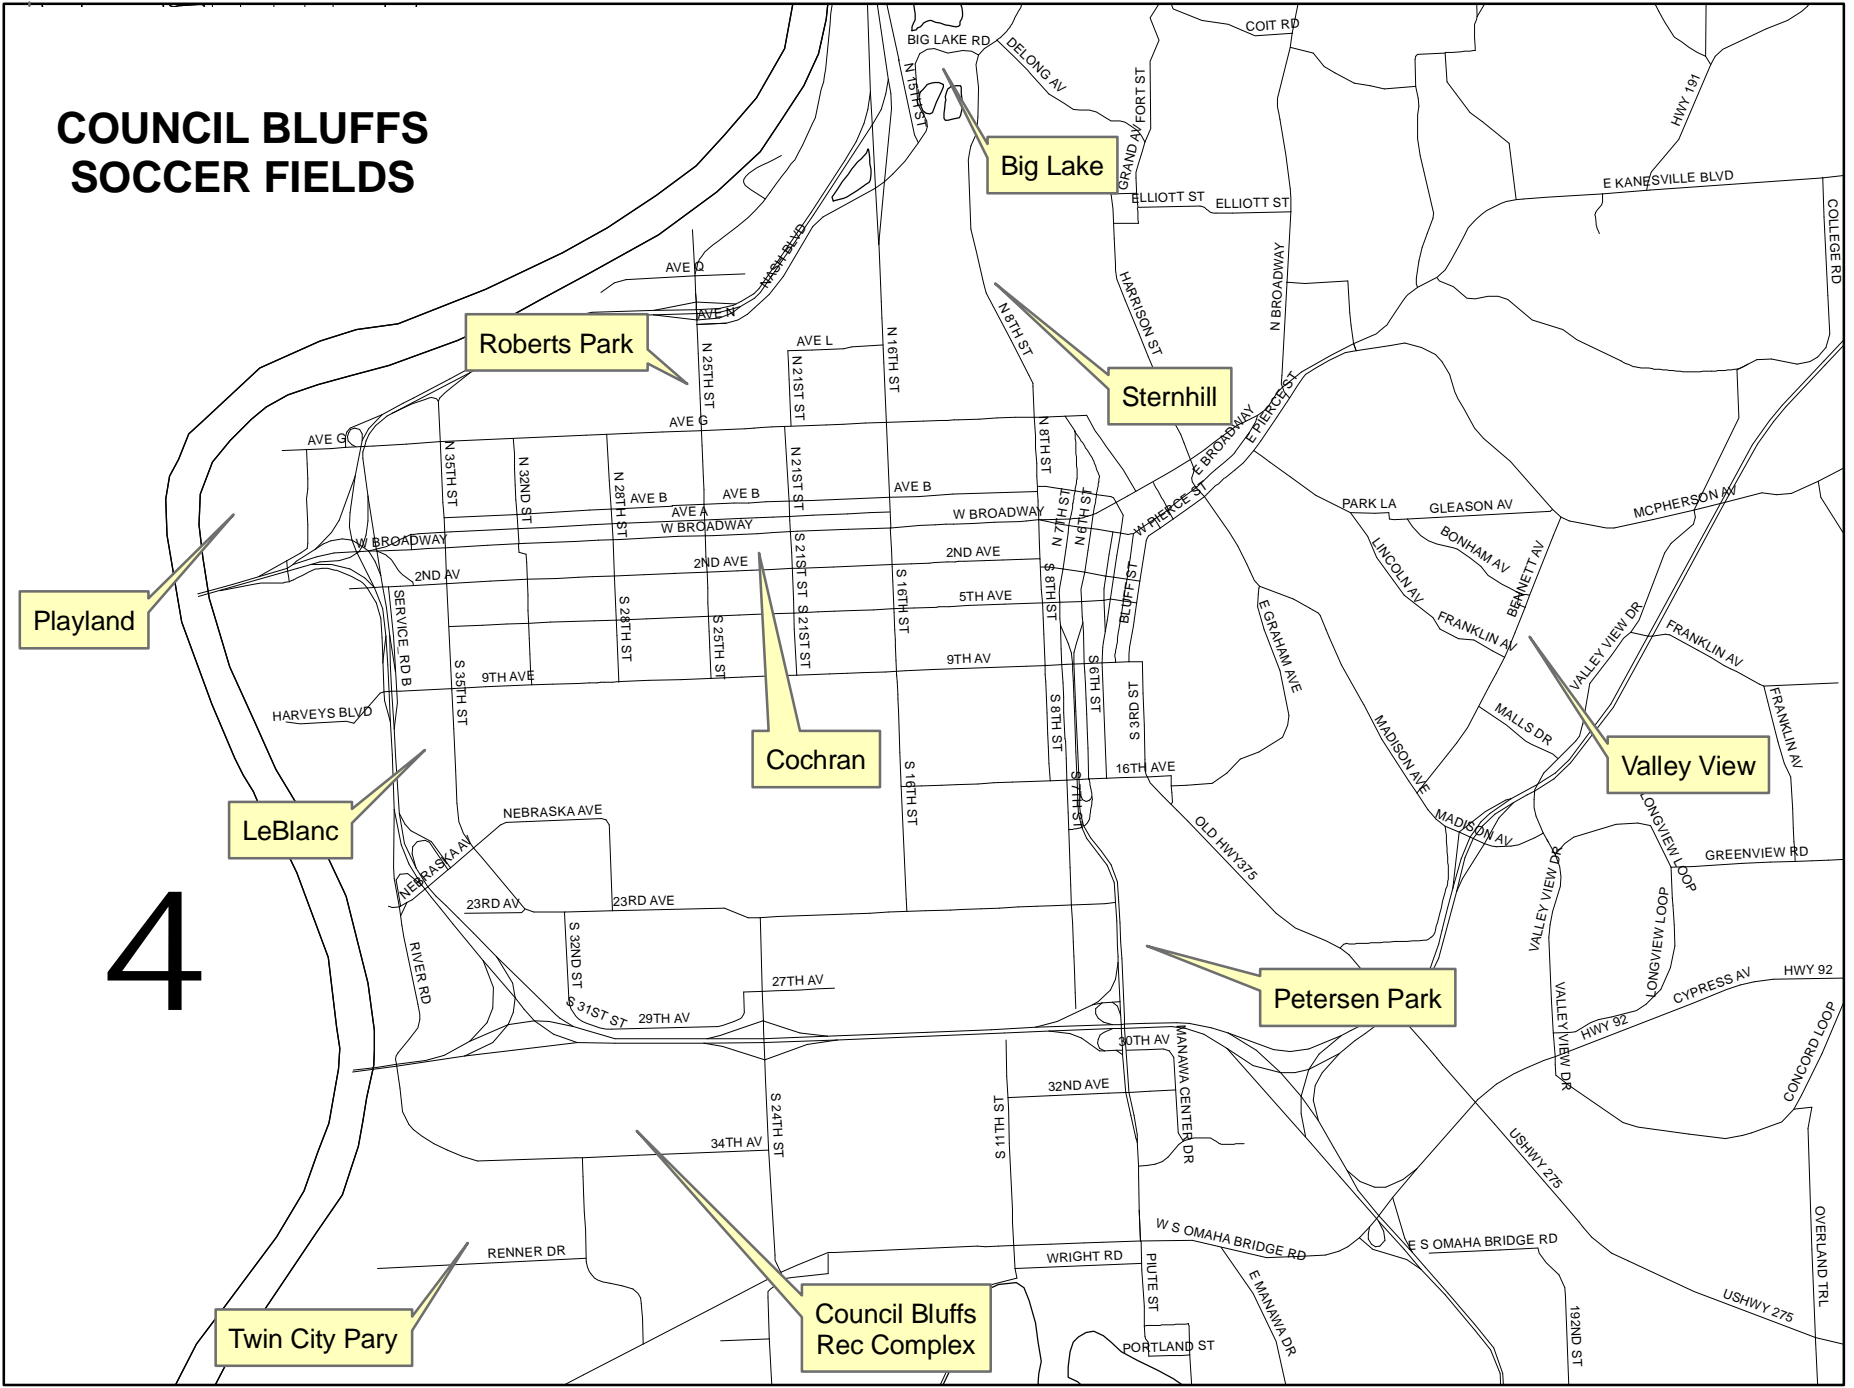 COUNCIL BLUFFS
SOCCER FIELDS
COIT RD
BIG LAKE RD
DELONG AV
N 15TH ST
FORT ST
GRAND AV
HWY 191
Big Lake
E KANESVILLE BLVD
ELLIOTT ST
ELLIOTT ST
COLLEGE RD
NASH BLVD
AVE Q
N BROADWAY
HARRISON ST
AVE N
N 8TH ST
Roberts Park
AVE L
N 16TH ST
N 25TH ST
N 21ST ST
Sternhill
E PIERCE ST
E BROADWAY
AVE G
AVE G
N 8TH ST
N 35TH ST
N 32ND ST
N 28TH ST
N 21ST ST
AVE B
AVE B
AVE B
AVE A
W BROADWAY
W BROADWAY
W BROADWAY
N 7TH ST
N 6TH ST
W PIERCE ST
PARK LA
GLEASON AV
MCPHERSON AV
BONHAM AV
LINCOLN AV
BENNETT AV
2ND AV
2ND AVE
2ND AVE
S 21ST ST
S 16TH ST
S 8TH ST
BLUFF ST
5TH AVE
Playland
SERVICE_RD B
S 28TH ST
S 25TH ST
S 21ST ST
E GRAHAM AVE
FRANKLIN AV
VALLEY VIEW DR
FRANKLIN AV
9TH AVE
9TH AV
S 35TH ST
S 8TH ST
S 6TH ST
S 3RD ST
HARVEYS BLVD
MALLS DR
FRANKLIN AV
MADISON AVE
Cochran
Valley View
S 16TH ST
16TH AVE
S 7TH ST
LeBlanc
NEBRASKA AVE
NEBRASKA AV
OLD HWY375
MADISON AV
LONGVIEW LOOP
GREENVIEW RD
VALLEY VIEW DR
LONGVIEW LOOP
23RD AV
23RD AVE
4
S 32ND ST
RIVER RD
27TH AV
S 31ST ST
29TH AV
Petersen Park
CYPRESS AV
HWY 92
HWY 92
VALLEY VIEW DR
CONCORD LOOP
30TH AV
MANAWA CENTER DR
32ND AVE
S 24TH ST
S 11TH ST
34TH AV
USHWY 275
RENNER DR
WRIGHT RD
W S OMAHA BRIDGE RD
E S OMAHA BRIDGE RD
PIUTE ST
E MANAWA DR
OVERLAND TRL
USHWY 275
192ND ST
PORTLAND ST
Twin City Pary
Council Bluffs
Rec Complex